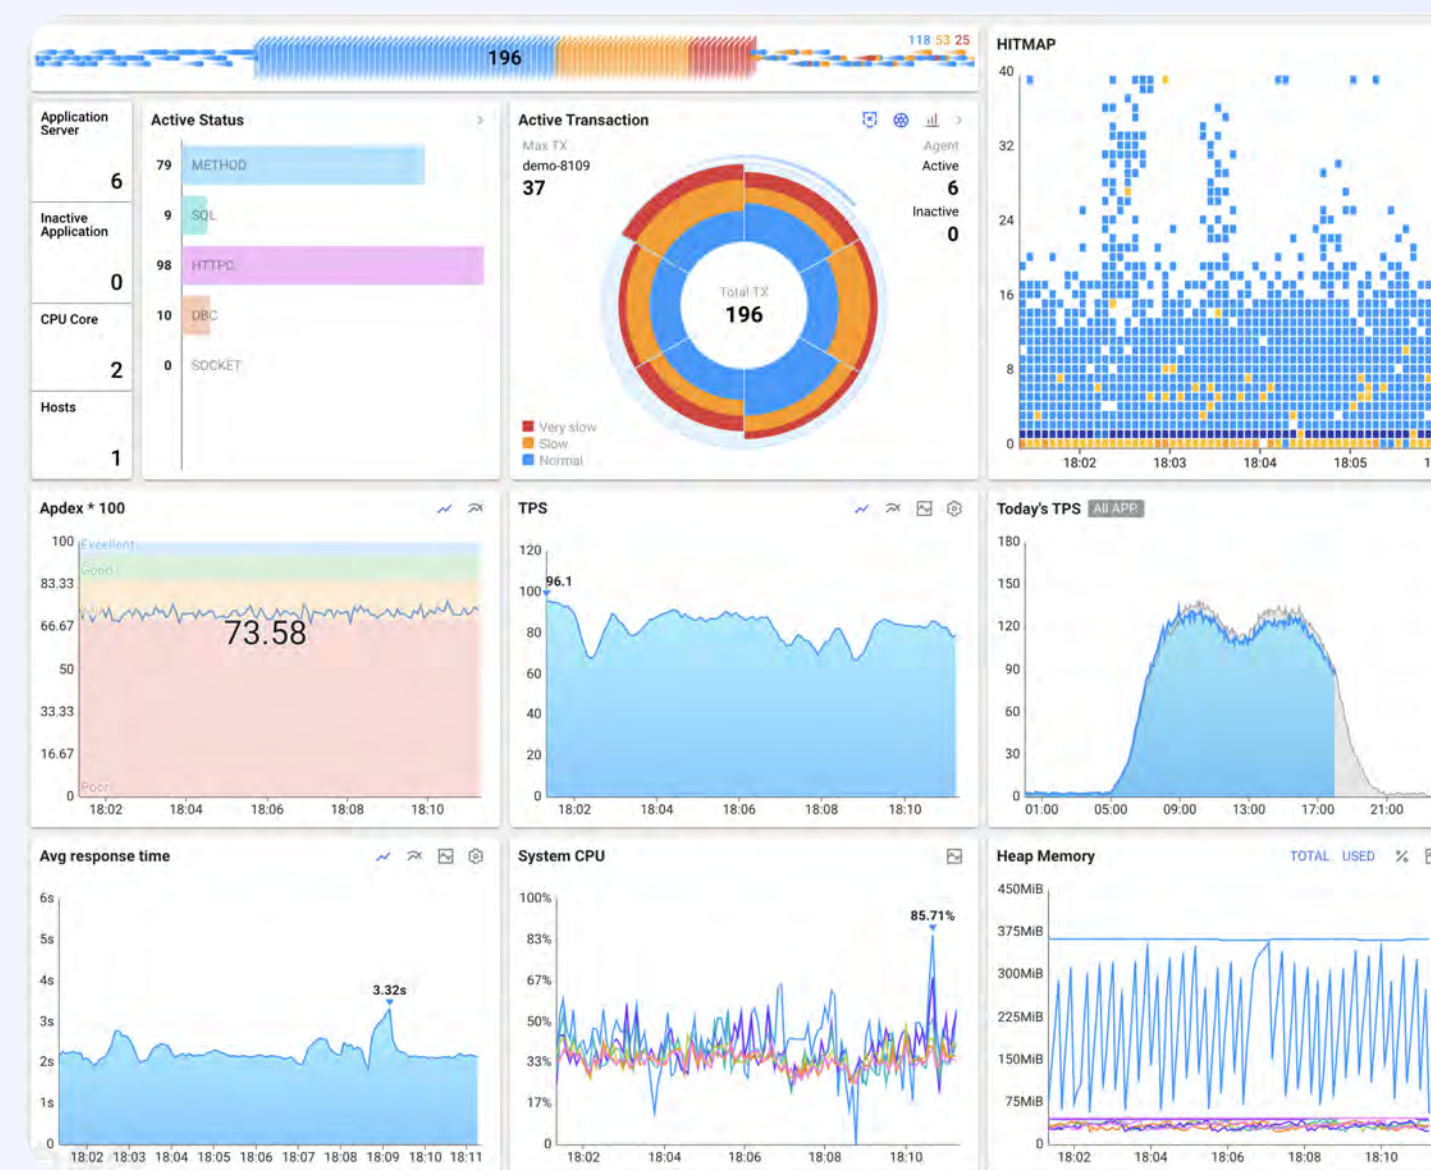 196
118 53 25
Application
Server
6
Inactive
Application
0
CPU Core
2
Hosts
1
Active Status
79 METHOD
9 SQL
98 HTTPC
10 DBC
0 SOCKET
Active Transaction
Max TX
demo-8109
37
Agent
Active
6
Inactive
0
Total TX
196
Very slow
Slow
Normal
HITMAP
40
32
24
16
8
0
18:02 18:03 18:04 18:05 1
Apdex * 100
100
83.33
66.67
50
33.33
16.67
0
Excellent
Good
Poor
73.58
18:02 18:04 18:06 18:08 18:10
TPS
120
100
80
60
40
20
0
96.1
18:02 18:04 18:06 18:08 18:10
Today's TPS All APP
180
150
120
90
60
30
0
01:00 05:00 09:00 13:00 17:00 21:00
Avg response time
6s
5s
4s
3s
2s
1s
0
3.32s
18:02 18:03 18:04 18:05 18:06 18:07 18:08 18:09 18:10 18:11
System CPU
100%
83%
67%
50%
33%
17%
0
85.71%
18:02 18:04 18:06 18:08 18:10
Heap Memory
TOTAL USED %
450MiB
375MiB
300MiB
225MiB
150MiB
75MiB
0
18:02 18:04 18:06 18:08 18:10